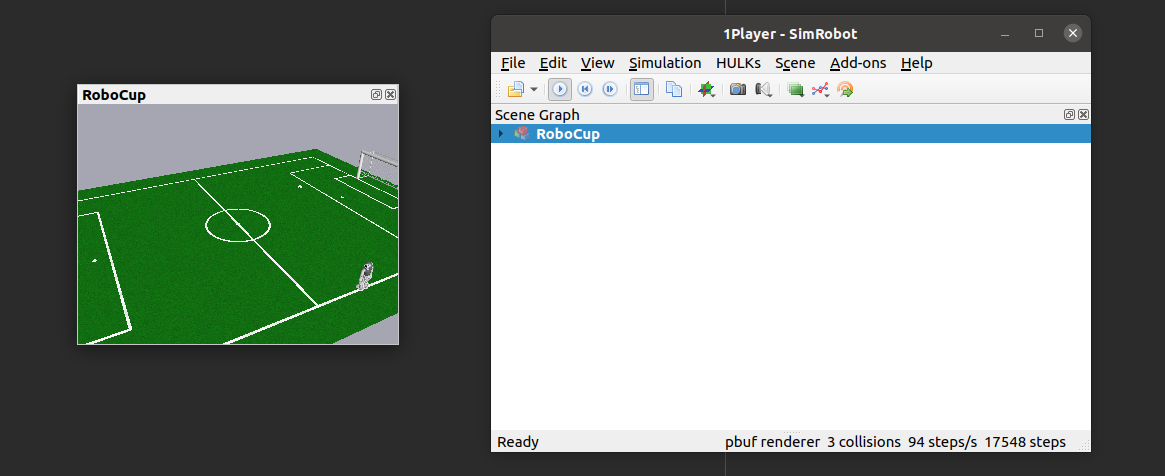 RoboCup
1Player - SimRobot
File Edit View Simulation HULKs Scene Add-ons Help
Scene Graph
RoboCup
Ready pbuf renderer 3 collisions 94 steps/s 17548 steps